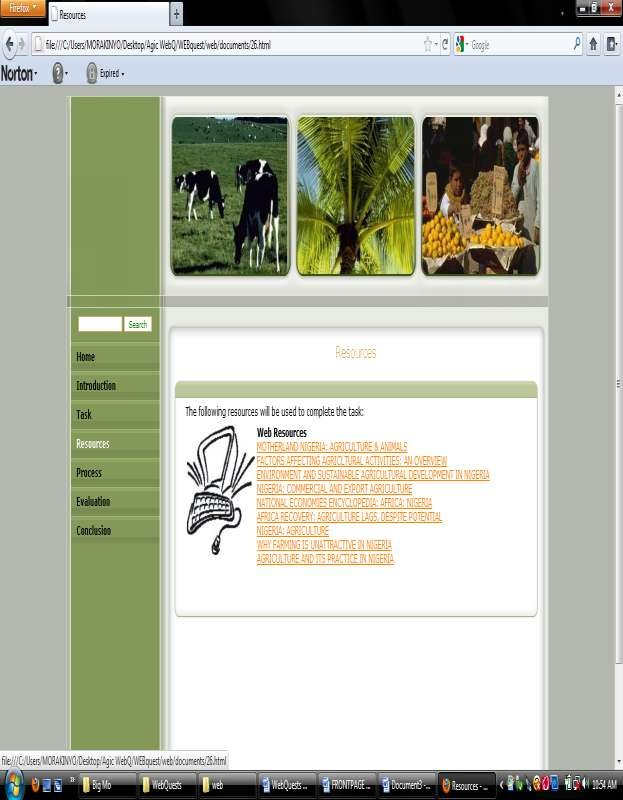 Firefox
Resources
file:///C:/Users/MORAKINYO/Desktop/Agic WebQ/WEBquest/web/documents/26.html
Google
Norton
Expired
Search
Home
Introduction
Task
Resources
Process
Evaluation
Conclusion
Resources
The following resources will be used to complete the task:
Web Resources
MOTHERLAND NIGERIA: AGRICULTURE & ANIMALS
FACTORS AFFECTING AGRICLTURAL ACTIVITIES: AN OVERVIEW
ENVIRONMENT AND SUSTAINABLE AGRICULTURAL DEVELOPMENT IN NIGERIA
NIGERIA: COMMERCIAL AND EXPORT AGRICULTURE
NATIONAL ECONOMIES ENCYCLOPEDIA: AFRICA: NIGERIA
AFRICA RECOVERY: AGRICULTURE LAGS, DESPITE POTENTIAL
NIGERIA: AGRICULTURE
WHY FARMING IS UNATTRACTIVE IN NIGERIA
AGRICULTURE AND ITS PRACTICE IN NIGERIA
file:///C:/Users/MORAKINYO/Desktop/Agic WebQ/WEBquest/web/documents/26.html
Big Mo
WebQuests
web
WebQuests ...
FRONTPAGE ...
Document3 -...
Resources - ...
10:54 AM